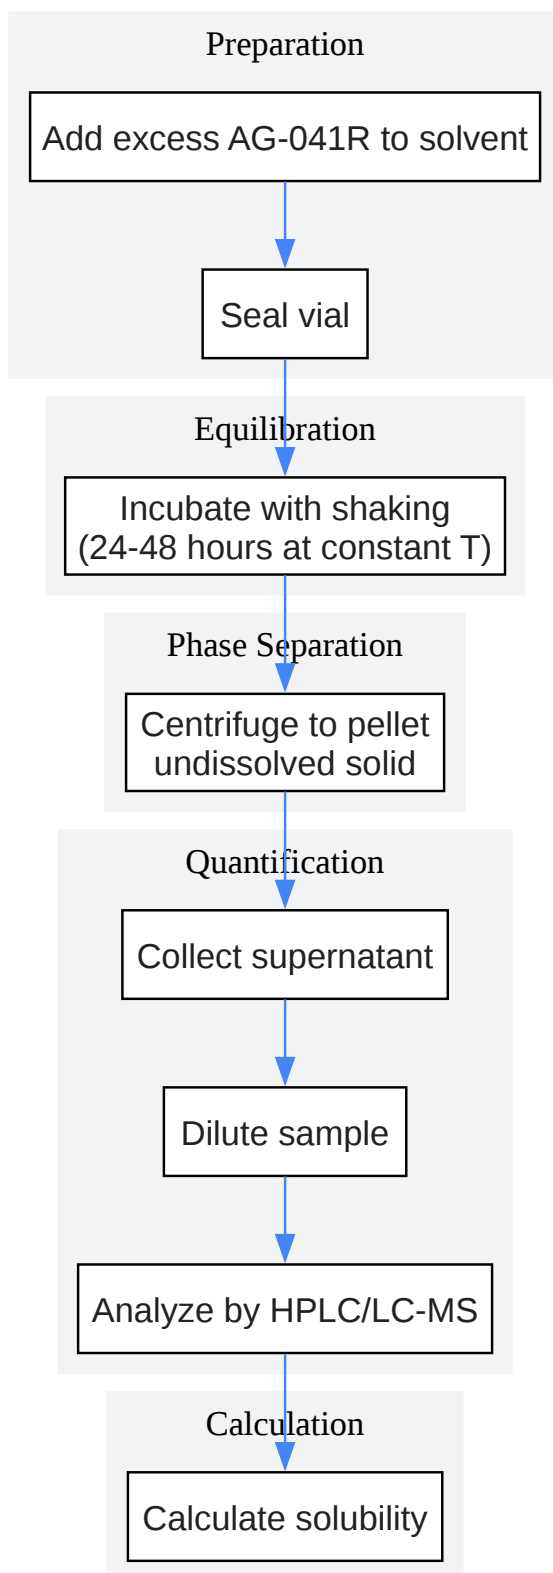 Preparation
Add excess AG-041R to solvent
Seal vial
Equilibration
Incubate with shaking
(24-48 hours at constant T)
Phase Separation
Centrifuge to pellet
undissolved solid
Quantification
Collect supernatant
Dilute sample
Analyze by HPLC/LC-MS
Calculation
Calculate solubility